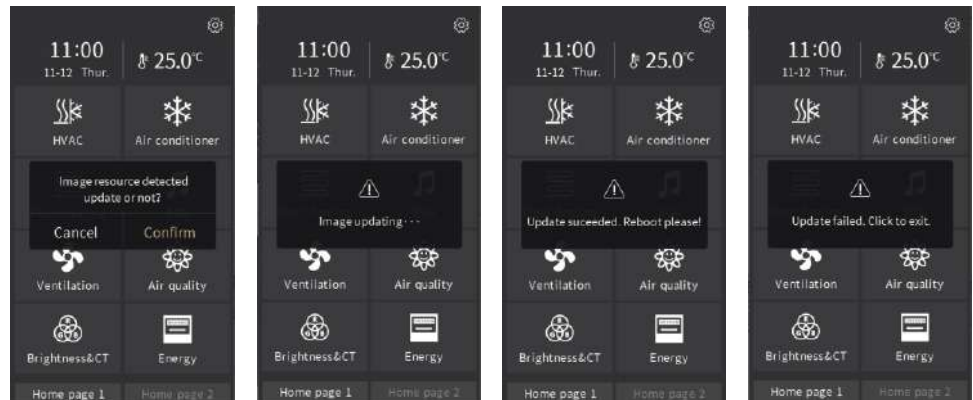 11:00
11-12 Thur.
25.0°C
HVAC
Air conditioner
Image resource detected
update or not?
Cancel
Confirm
Ventilation
Air quality
R
G
B
Brightness&CT
Energy
Home page 1
Home page 2
11:00
11-12 Thur.
25.0°C
HVAC
Air conditioner
Image updating···
Ventilation
Air quality
R
G
B
Brightness&CT
Energy
Home page 1
Home page 2
11:00
11-12 Thur.
25.0°C
HVAC
Air conditioner
Update suceeded. Reboot please!
Ventilation
Air quality
R
G
B
Brightness&CT
Energy
Home page 1
Home page 2
11:00
11-12 Thur.
25.0°C
HVAC
Air conditioner
Update failed. Click to exit.
Ventilation
Air quality
R
G
B
Brightness&CT
Energy
Home page 1
Home page 2